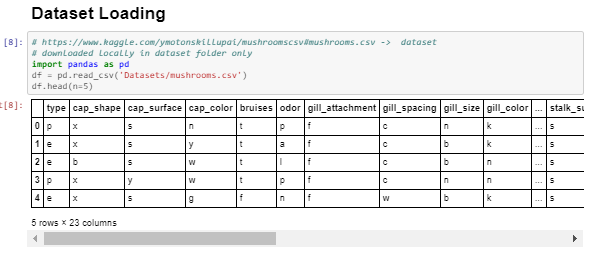 Dataset Loading
[8]: # https://www.kaggle.com/ymotonskillupai/mushroomscsv#mushrooms.csv -> dataset
# downloaded locally in dataset folder only
import pandas as pd
df = pd.read_csv('Datasets/mushrooms.csv')
df.head(n=5)
[8]: type cap_shape cap_surface cap_color bruises odor gill_attachment gill_spacing gill_size gill_color ... stalk_su
0 p x s n t p f c n k ... s
1 e x s y t a f c b k ... s
2 e b s w t l f c b n ... s
3 p x y w t p f c n n ... s
4 e x s g f n f w b k ... s
5 rows × 23 columns